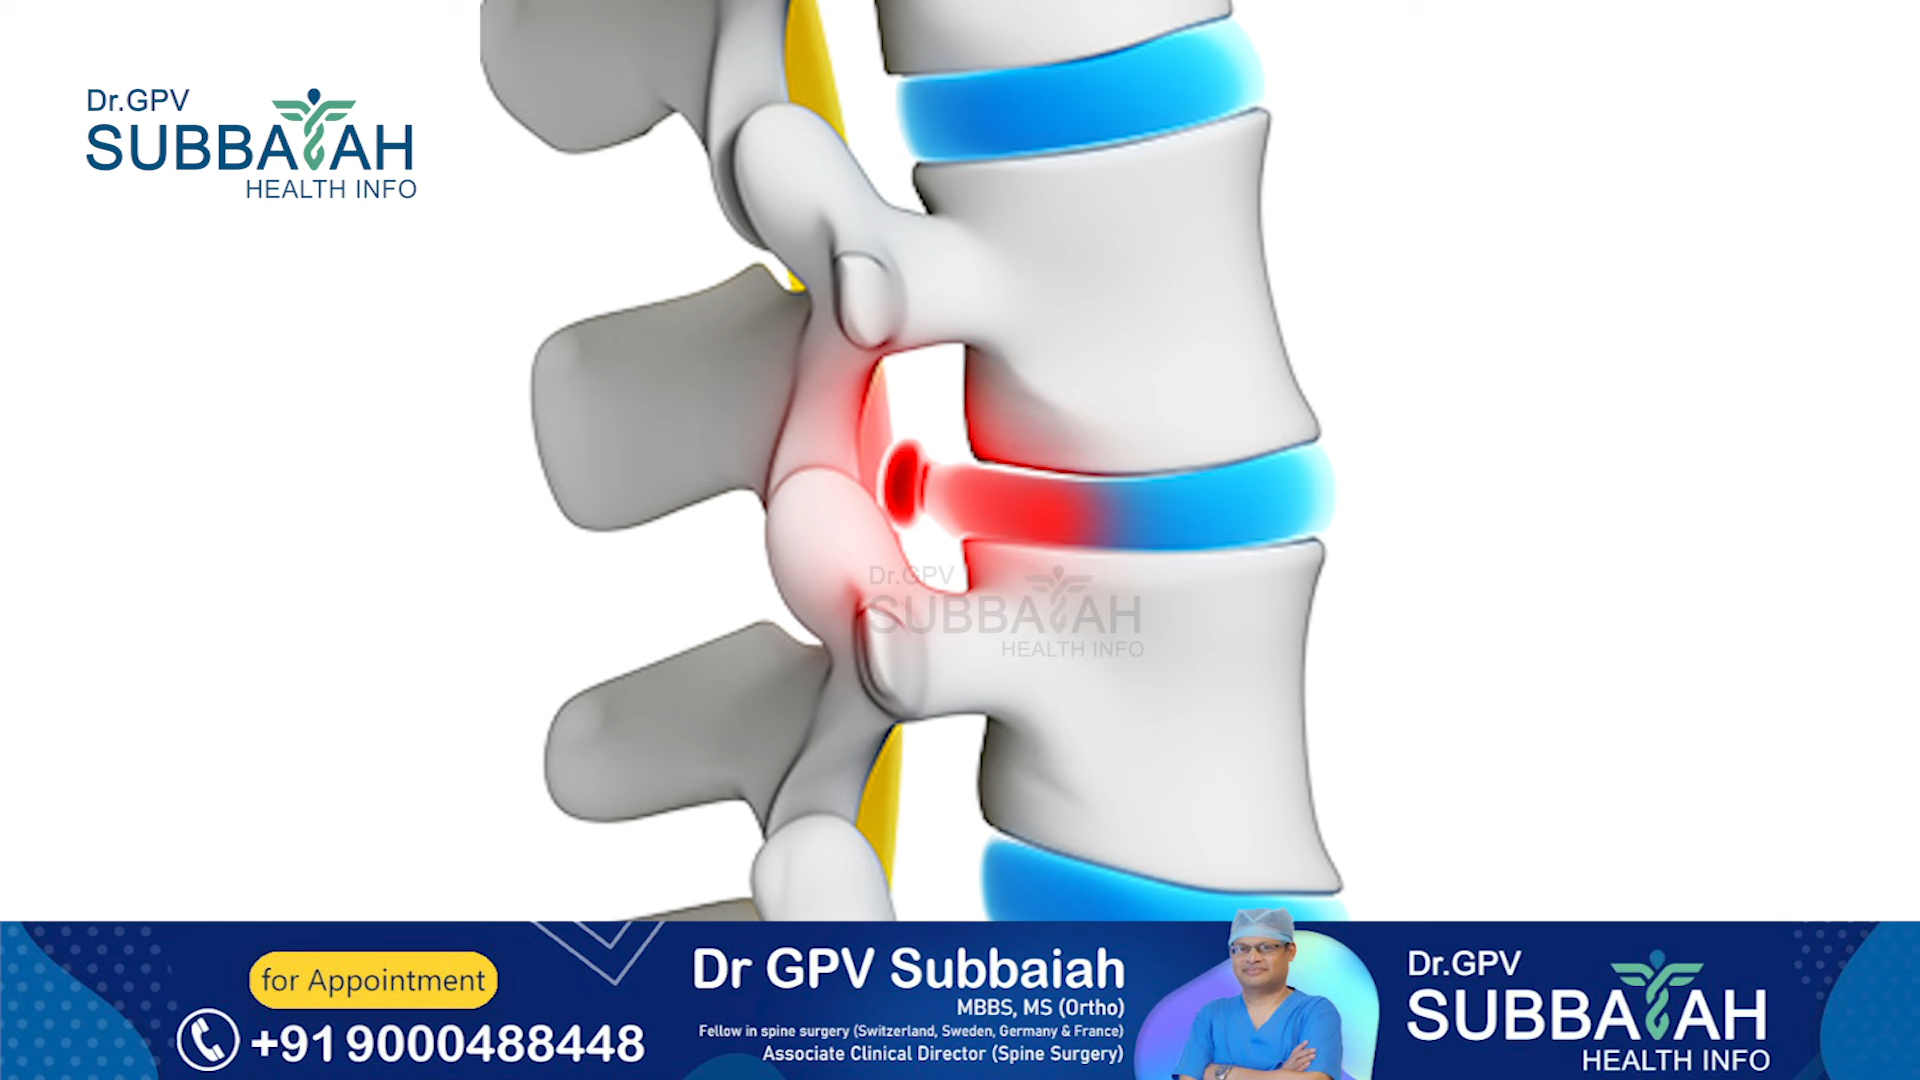 Dr.GPV
SUBBAIAH
HEALTH INFO
Dr.GPV
SUBBAIAH
HEALTH INFO
for Appointment
+91 9000488448
Dr GPV Subbaiah
MBBS, MS (Ortho)
Fellow in spine surgery (Switzerland, Sweden, Germany & France)
Associate Clinical Director (Spine Surgery)
Dr.GPV
SUBBAIAH
HEALTH INFO